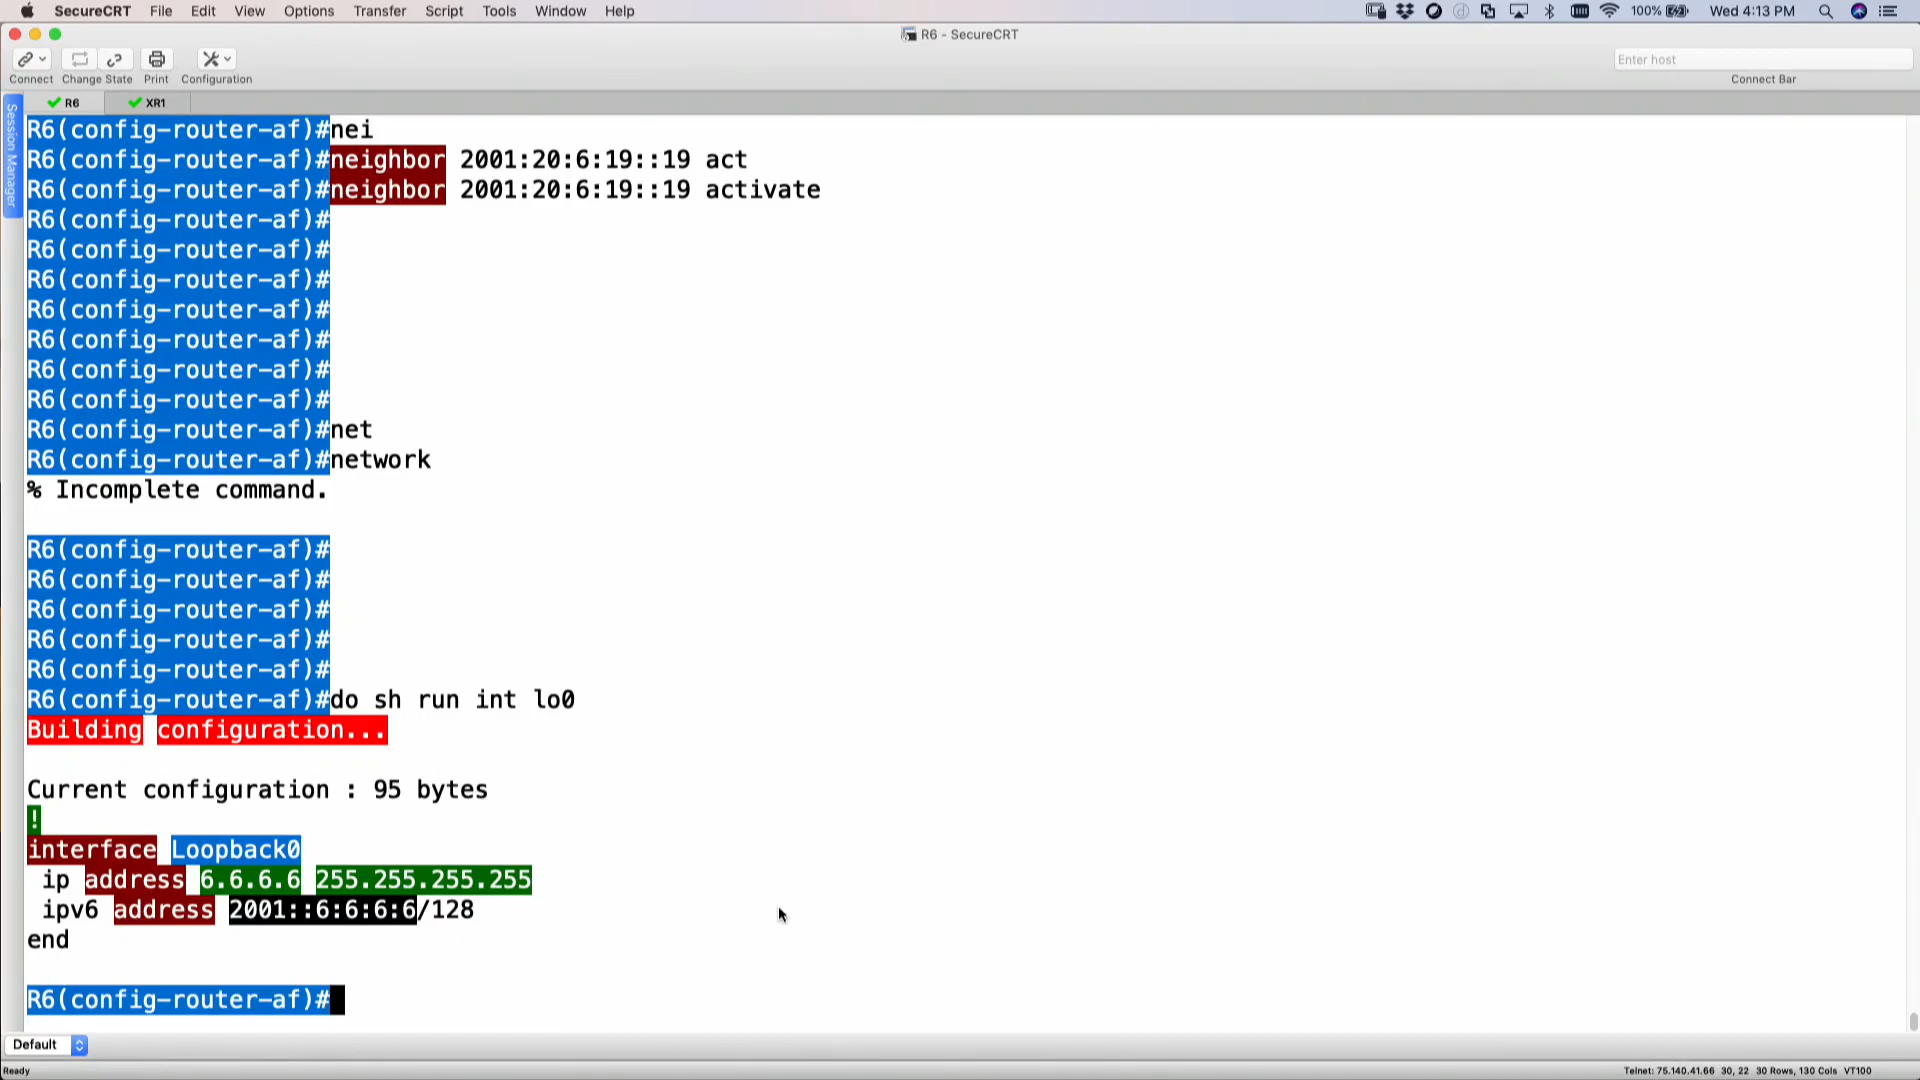 SecureCRT File Edit View Options Transfer Script Tools Window Help 100% Wed 4:13 PM
R6 - SecureCRT
Enter host
Connect Change State Print Configuration Connect Bar
R6 XR1
Session Manager
R6(config-router-af)#nei
R6(config-router-af)#neighbor 2001:20:6:19::19 act
R6(config-router-af)#neighbor 2001:20:6:19::19 activate
R6(config-router-af)#
R6(config-router-af)#
R6(config-router-af)#
R6(config-router-af)#
R6(config-router-af)#
R6(config-router-af)#
R6(config-router-af)#
R6(config-router-af)#net
R6(config-router-af)#network
% Incomplete command.
R6(config-router-af)#
R6(config-router-af)#
R6(config-router-af)#
R6(config-router-af)#
R6(config-router-af)#
R6(config-router-af)#do sh run int lo0
Building configuration...
Current configuration : 95 bytes
!
interface Loopback0
ip address 6.6.6.6 255.255.255.255
ipv6 address 2001::6:6:6:6/128
end
R6(config-router-af)#
Default
Ready Telnet: 75.140.41.66 30, 22 30 Rows, 130 Cols VT100